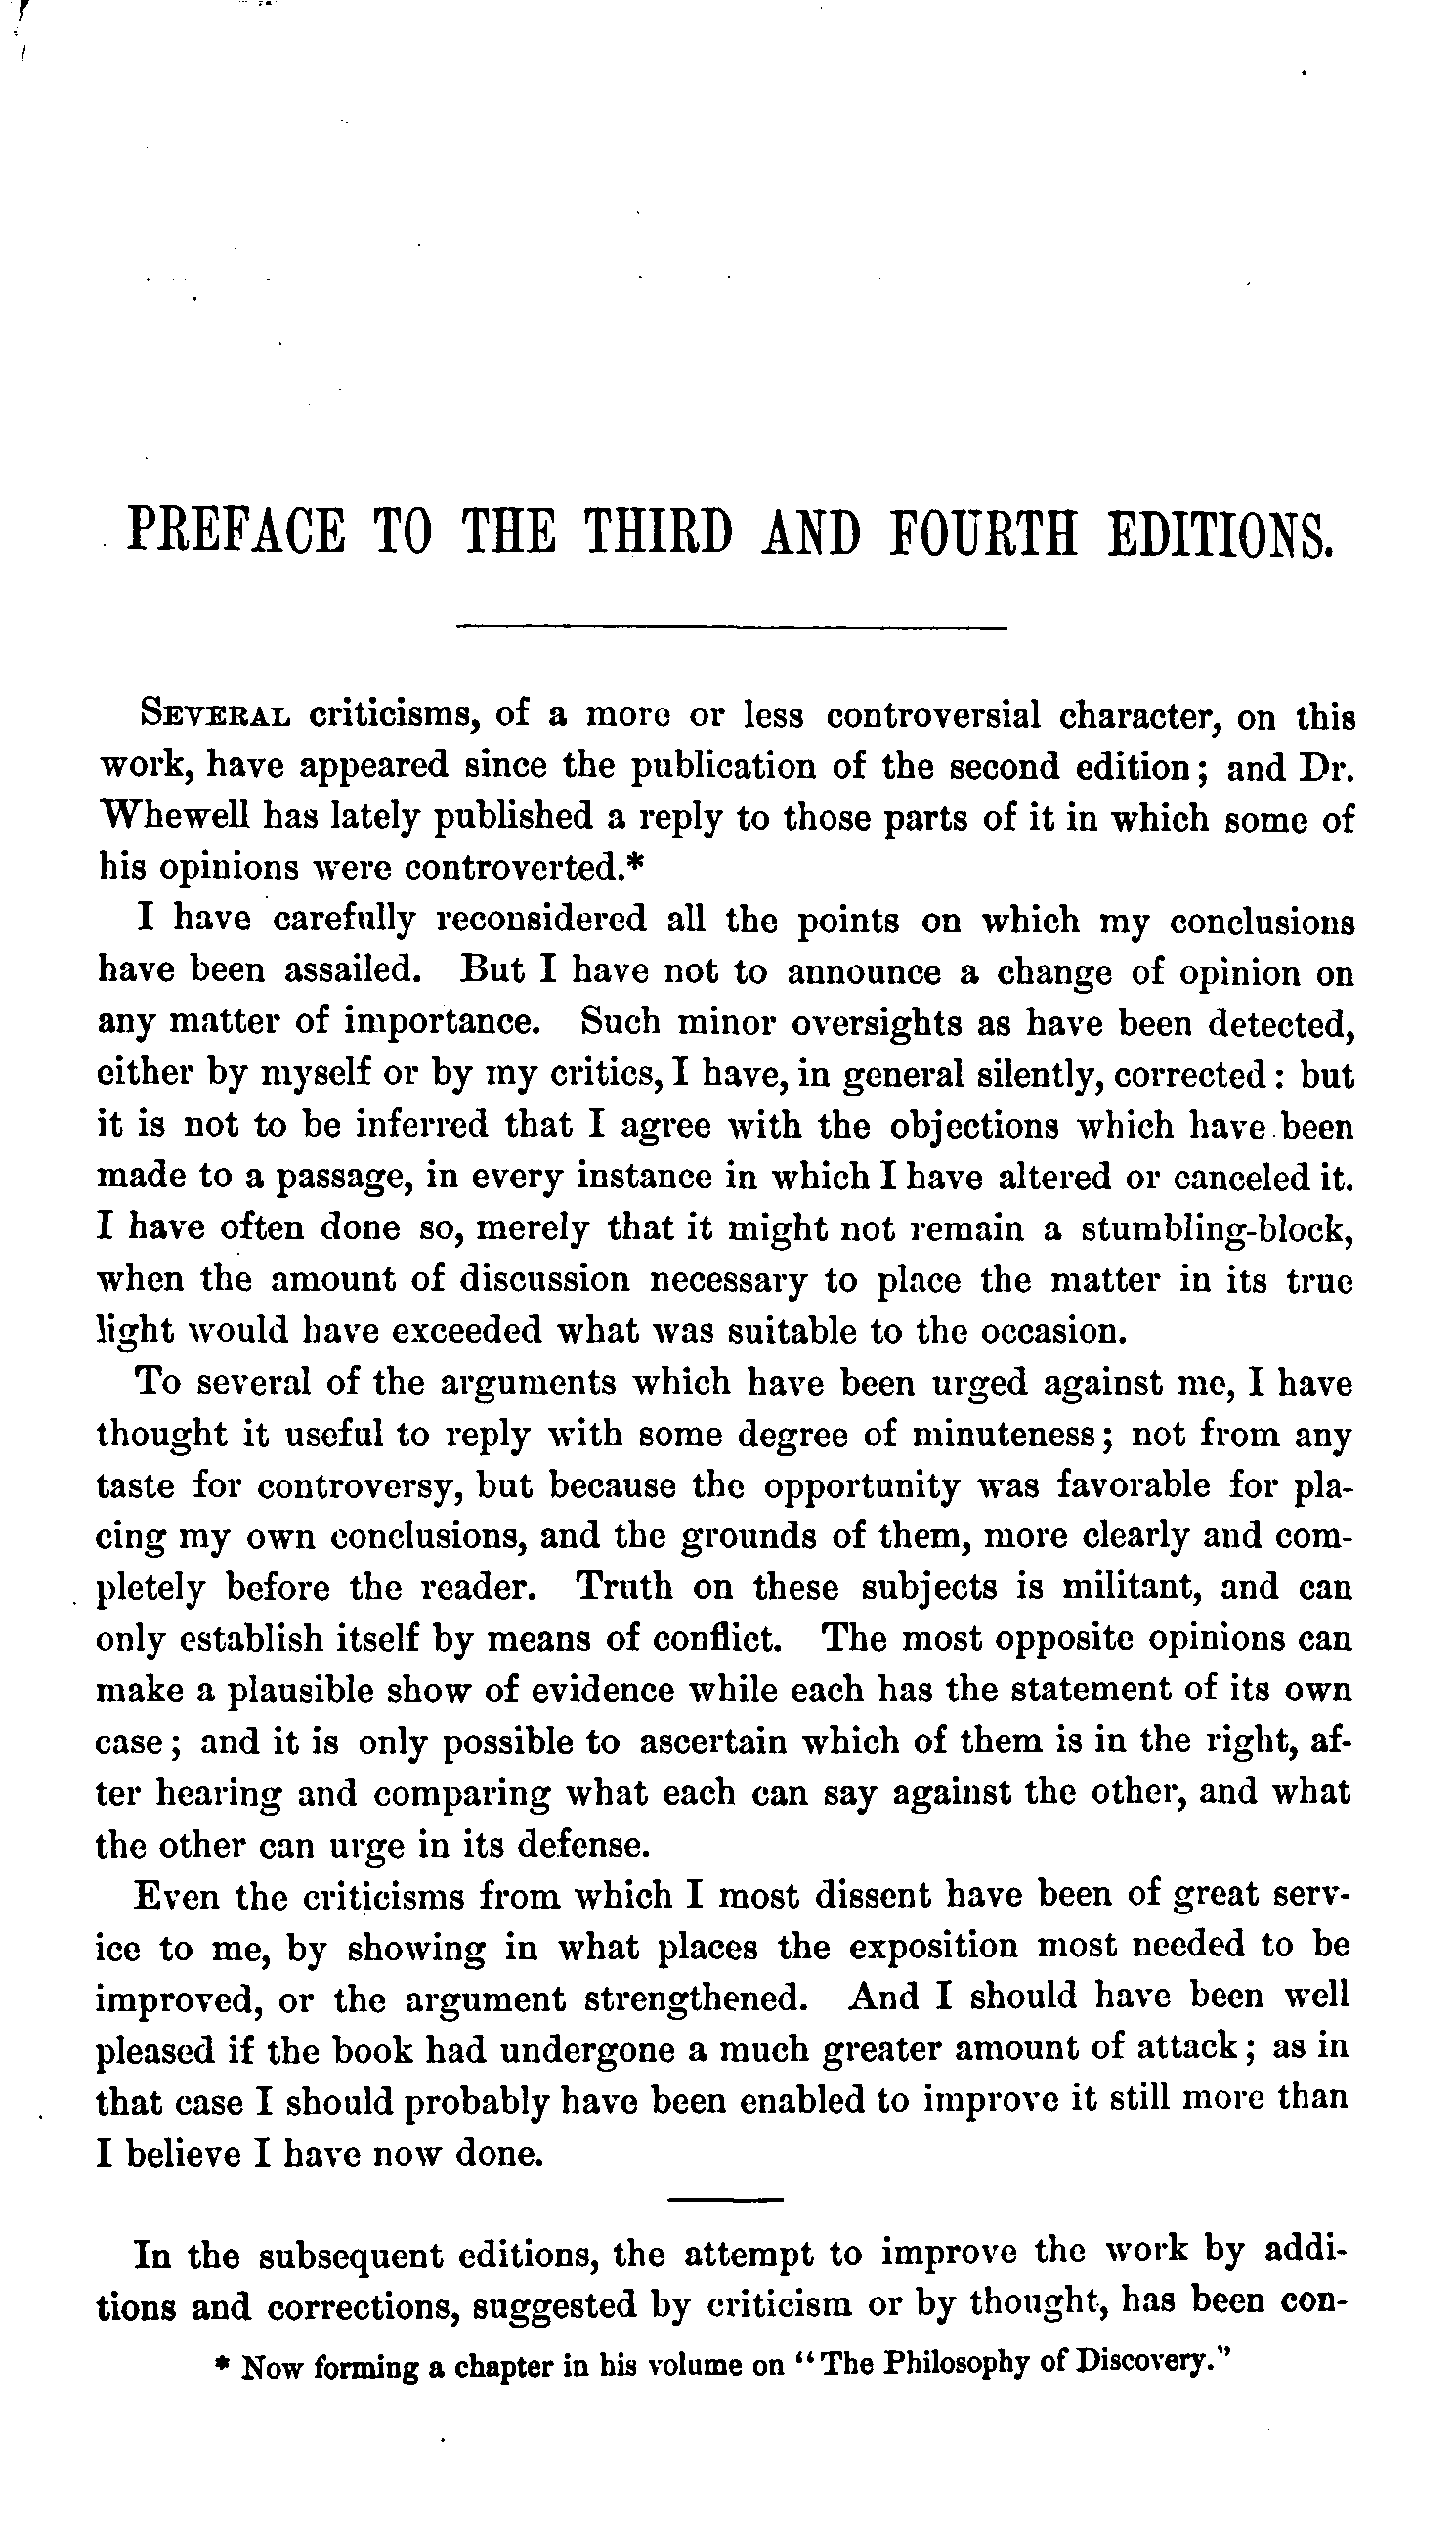 PREFACE TO THE THIRD AND FOURTH EDITIONS.
SEVERAL criticisms, of a more or less controversial character, on this
work, have appeared since the publication of the second edition; and Dr.
Whewell has lately published a reply to those parts of it in which some of
his opinions were controverted.*
I have carefully reconsidered all the points on which my conclusions
have been assailed. But I have not to announce a change of opinion on
any matter of importance. Such minor oversights as have been detected,
either by myself or by my critics, I have, in general silently, corrected: but
it is not to be inferred that I agree with the objections which have been
made to a passage, in every instance in which I have altered or canceled it.
I have often done so, merely that it might not remain a stumbling-block,
when the amount of discussion necessary to place the matter in its true
light would have exceeded what was suitable to the occasion.
To several of the arguments which have been urged against me, I have
thought it useful to reply with some degree of minuteness; not from any
taste for controversy, but because the opportunity was favorable for pla-
cing my own conclusions, and the grounds of them, more clearly and com-
pletely before the reader. Truth on these subjects is militant, and can
only establish itself by means of conflict. The most opposite opinions can
make a plausible show of evidence while each has the statement of its own
case; and it is only possible to ascertain which of them is in the right, af-
ter hearing and comparing what each can say against the other, and what
the other can urge in its defense.
Even the criticisms from which I most dissent have been of great serv-
ice to me, by showing in what places the exposition most needed to be
improved, or the argument strengthened. And I should have been well
pleased if the book had undergone a much greater amount of attack; as in
that case I should probably have been enabled to improve it still more than
I believe I have now done.
In the subsequent editions, the attempt to improve the work by addi-
tions and corrections, suggested by criticism or by thought, has been con-
* Now forming a chapter in his volume on "The Philosophy of Discovery."